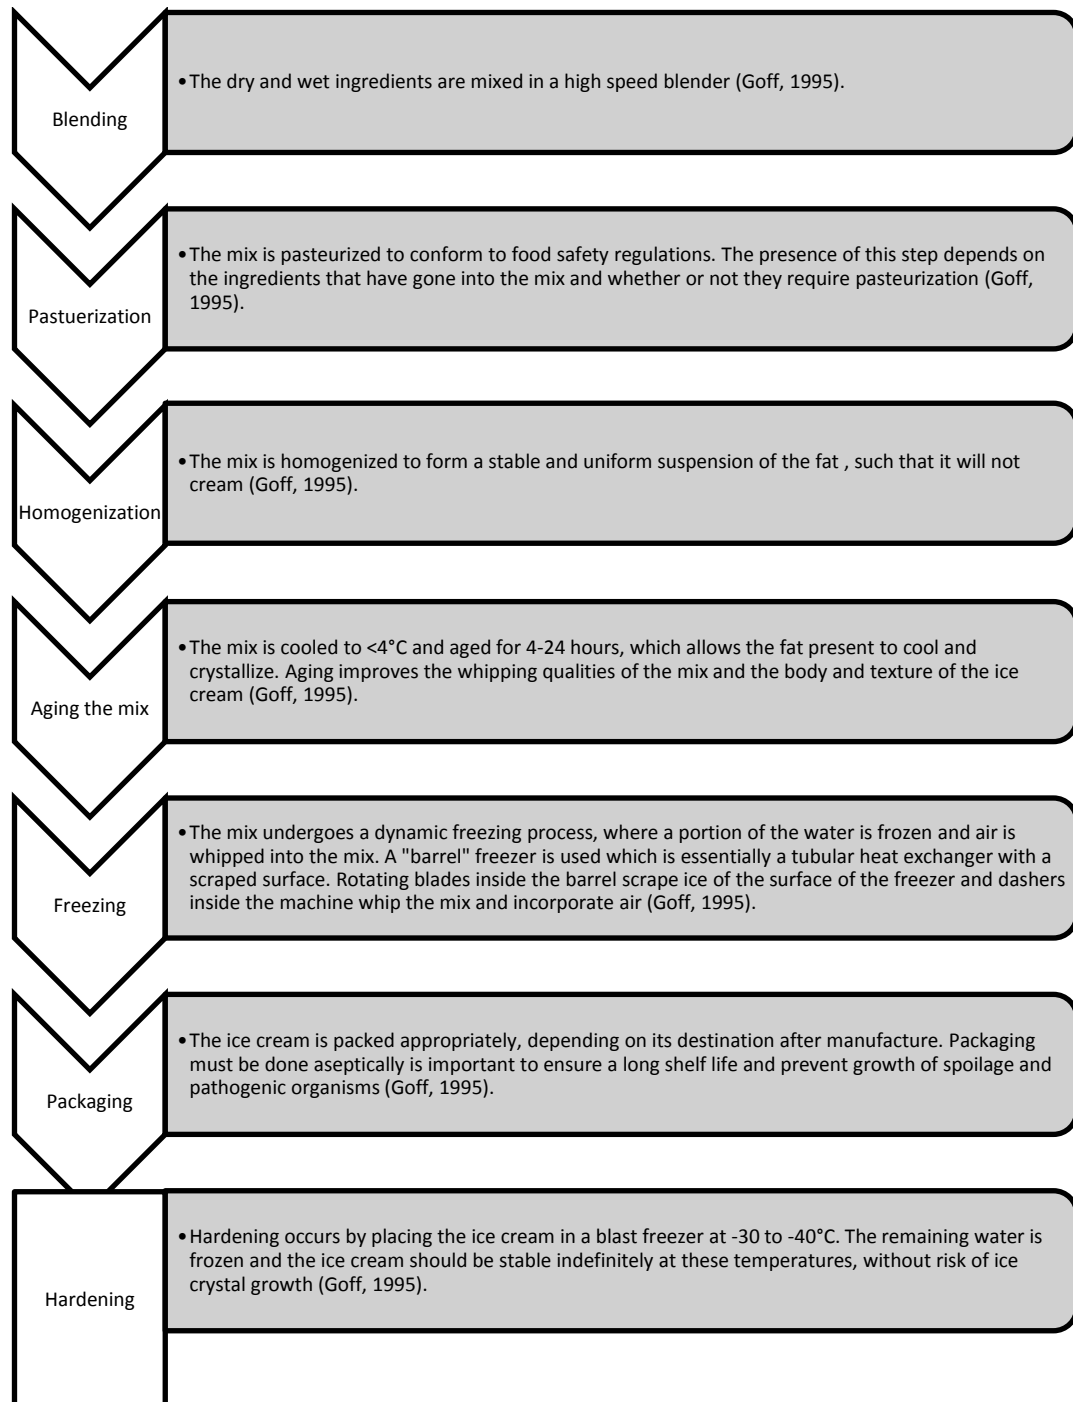 Blending
•The dry and wet ingredients are mixed in a high speed blender (Goff, 1995).
Pastuerization
•The mix is pasteurized to conform to food safety regulations. The presence of this step depends on
the ingredients that have gone into the mix and whether or not they require pasteurization (Goff,
1995).
Homogenization
•The mix is homogenized to form a stable and uniform suspension of the fat , such that it will not
cream (Goff, 1995).
Aging the mix
•The mix is cooled to <4°C and aged for 4-24 hours, which allows the fat present to cool and
crystallize. Aging improves the whipping qualities of the mix and the body and texture of the ice
cream (Goff, 1995).
Freezing
•The mix undergoes a dynamic freezing process, where a portion of the water is frozen and air is
whipped into the mix. A "barrel" freezer is used which is essentially a tubular heat exchanger with a
scraped surface. Rotating blades inside the barrel scrape ice of the surface of the freezer and dashers
inside the machine whip the mix and incorporate air (Goff, 1995).
Packaging
•The ice cream is packed appropriately, depending on its destination after manufacture. Packaging
must be done aseptically is important to ensure a long shelf life and prevent growth of spoilage and
pathogenic organisms (Goff, 1995).
Hardening
•Hardening occurs by placing the ice cream in a blast freezer at -30 to -40°C. The remaining water is
frozen and the ice cream should be stable indefinitely at these temperatures, without risk of ice
crystal growth (Goff, 1995).